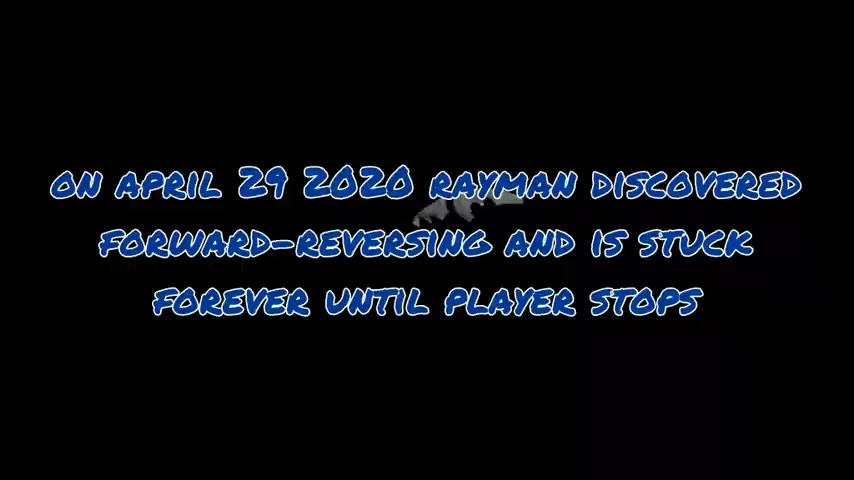 on april 29 2020 rayman discovered
forward-reversing and is stuck
forever until player stops